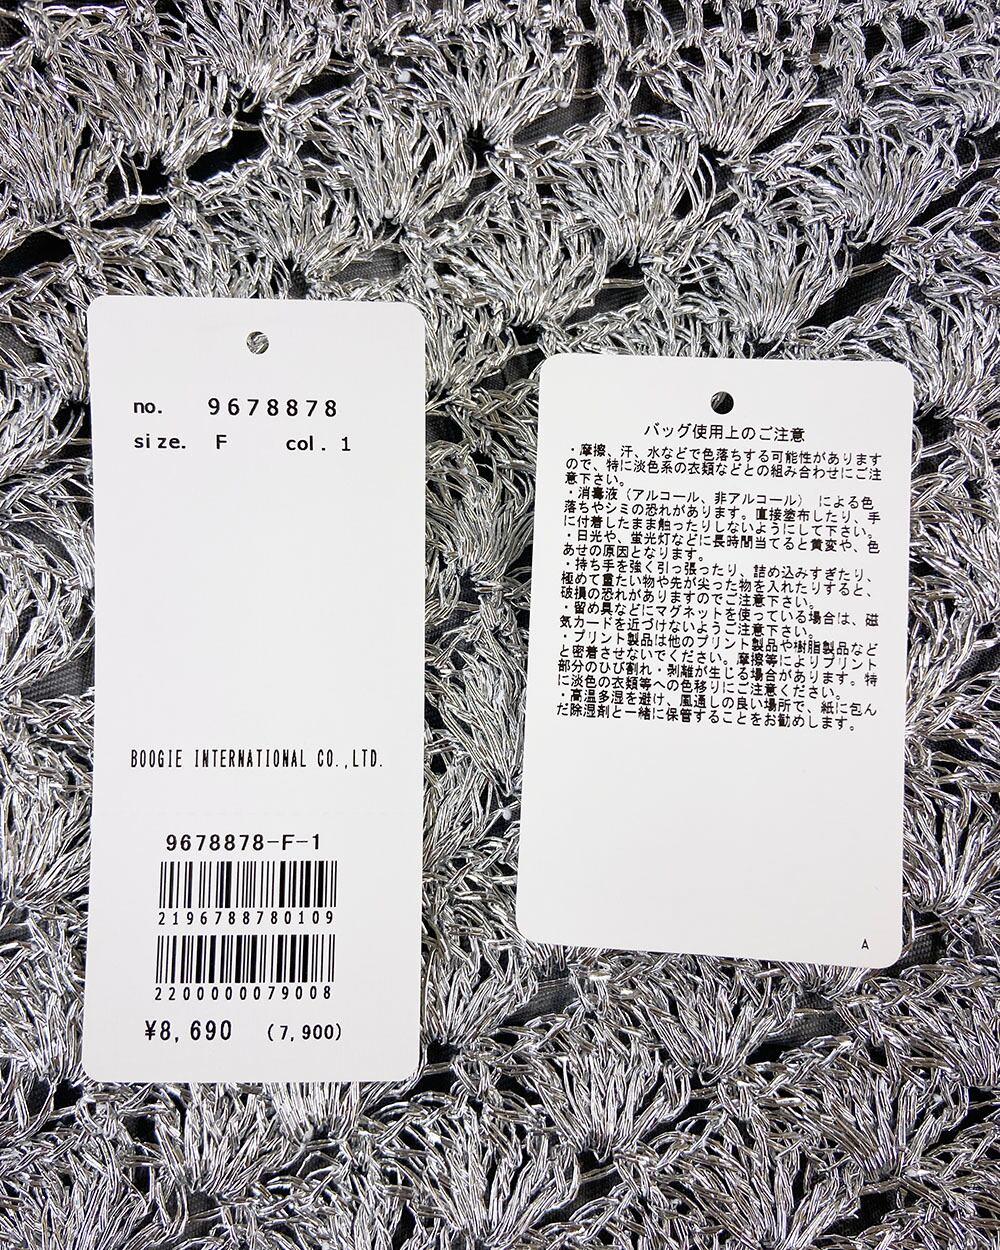 no. 9678878
size. F col. 1
BOOGIE INTERNATIONAL CO.,LTD.
9678878-F-1
2196788780109
2200000079008
¥8,690 (7,900)
バッグ使用上のご注意
・摩擦、汗、水などで色落ちする可能性があります
ので、特に淡色系の衣類などとの組み合わせにご注
意下さい。
・消毒液（アルコール、非アルコール） による色
落ちやシミの恐れがあります。直接塗布したり、手
に付着したまま触ったりしないようにして下さい。
・日光や、蛍光灯などに長時間当てると黄変や、色
あせの原因となります。
・持ち手を強く引っ張ったり、詰め込みすぎたり、
極めて重たい物や先が尖った物を入れたりすると、
破損の恐れがありますのでご注意下さい。
・留め具などにマグネットを使っている場合は、磁
気カードを近づけないようご注意下さい。
・プリント製品は他のプリント製品や樹脂製品など
と密着させないでください。摩擦等によりプリント
部分のひび割れ・剥離が生じる場合があります。特
に淡色の衣類等への色移りにご注意ください。
・高温多湿を避け、風通しの良い場所で、紙に包ん
だ除湿剤と一緒に保管することをお勧めします。
A